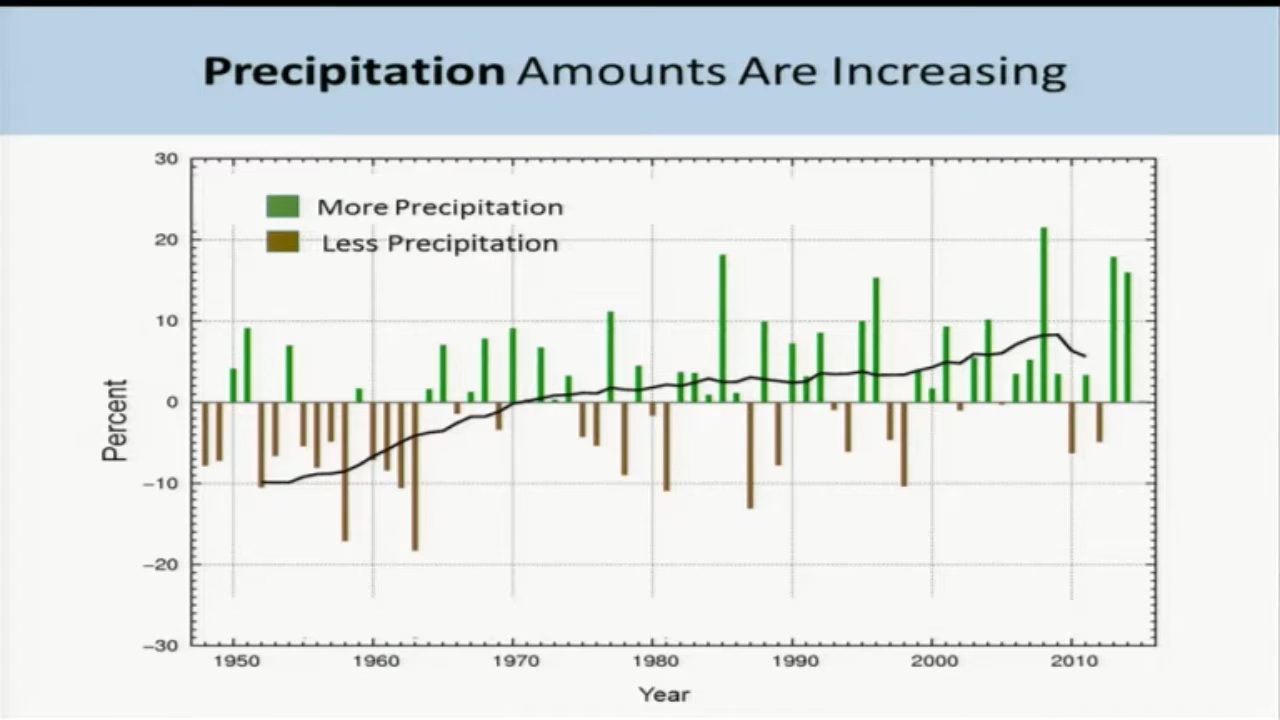 Precipitation Amounts Are Increasing
30
More Precipitation
Less Precipitation
20
10
0
−10
−20
−30
Percent
1950 1960 1970 1980 1990 2000 2010
Year